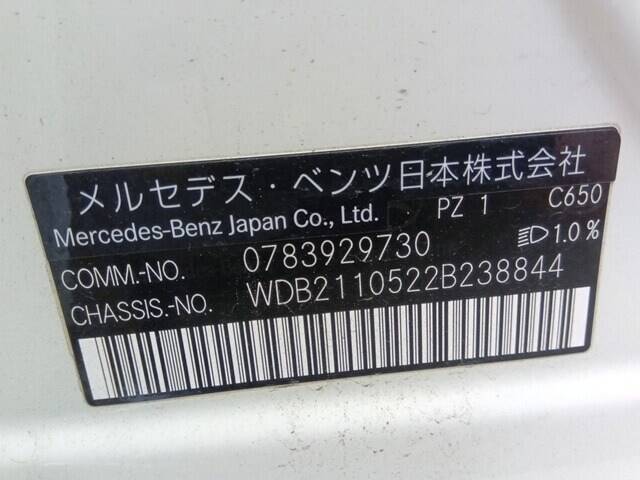 メルセデス・ベンツ日本株式会社
Mercedes-Benz Japan Co., Ltd. PZ 1 C650
COMM.-NO. 0783929730 1.0 %
CHASSIS.-NO. WDB2110522B238844